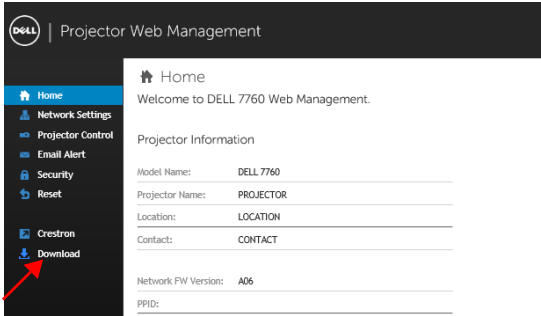 DELL | Projector Web Management
Home
Network Settings
Projector Control
Email Alert
Security
Reset
Crestron
Download
Home
Welcome to DELL 7760 Web Management.
Projector Information
Model Name: DELL 7760
Projector Name: PROJECTOR
Location: LOCATION
Contact: CONTACT
Network FW Version: A06
PPID: